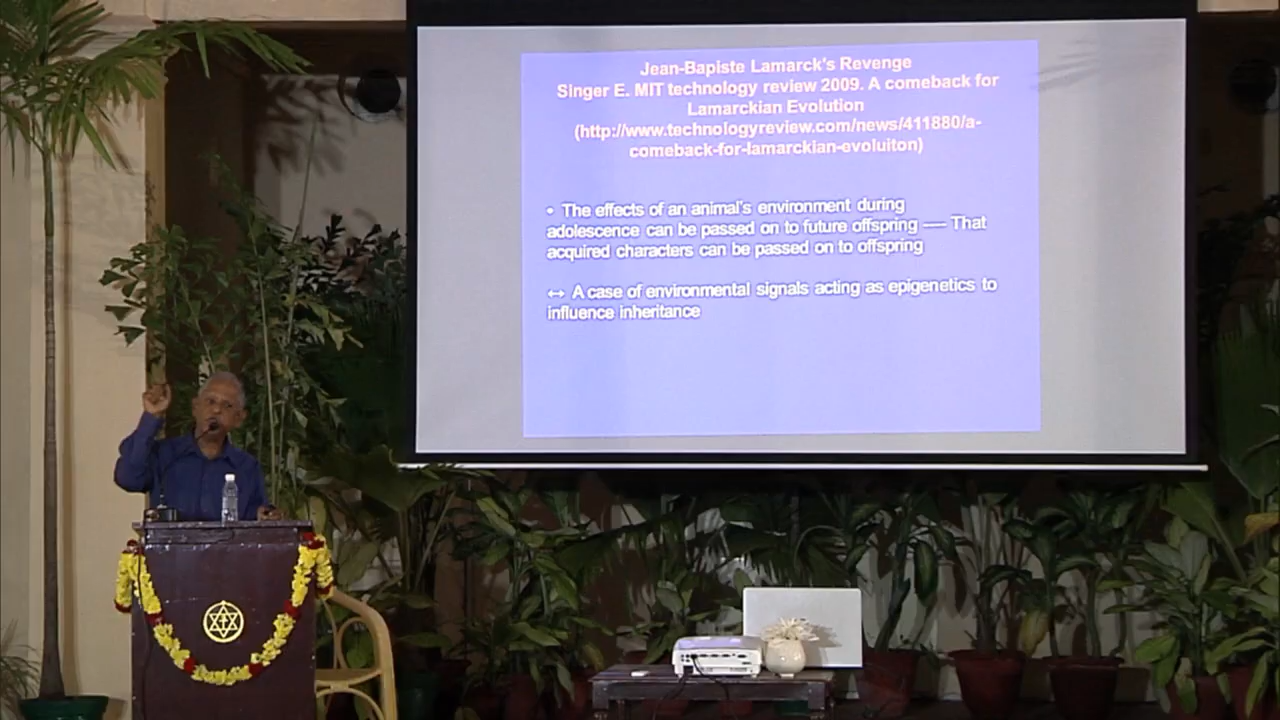 Jean-Bapiste Lamarck's Revenge
Singer E. MIT technology review 2009. A comeback for
Lamarckian Evolution
(http://www.technologyreview.com/news/411880/a-
comeback-for-lamarckian-evoluiton)
• The effects of an animal's environment during
adolescence can be passed on to future offspring ---- That
acquired characters can be passed on to offspring
↔ A case of environmental signals acting as epigenetics to
influence inheritance